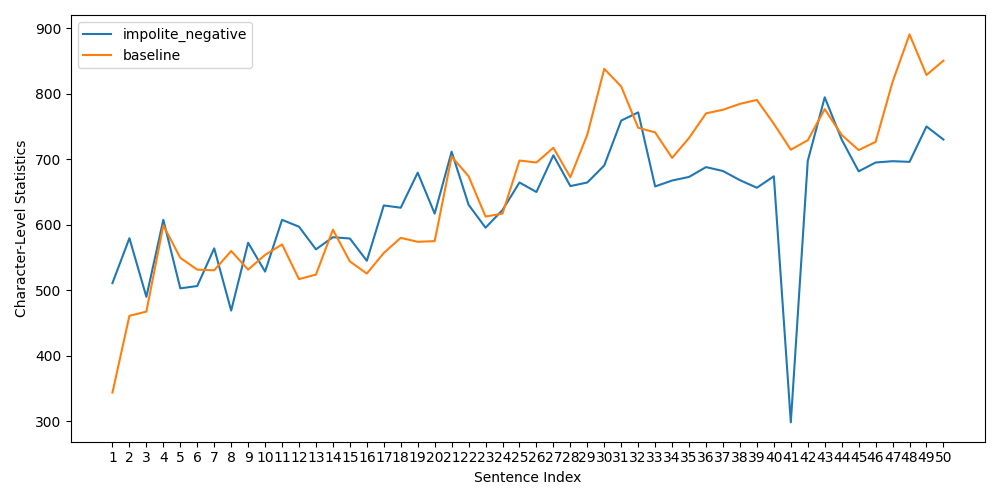 900
800
700
600
500
400
300
Character-Level Statistics
impolite_negative
baseline
1 2 3 4 5 6 7 8 9 10 11 12 13 14 15 16 17 18 19 20 21 22 23 24 25 26 27 28 29 30 31 32 33 34 35 36 37 38 39 40 41 42 43 44 45 46 47 48 49 50
Sentence Index